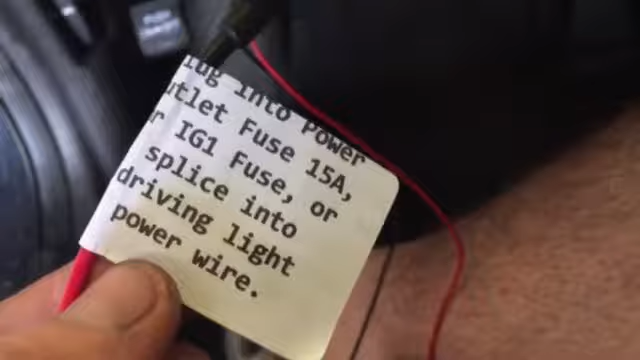 lug into Power
utlet Fuse 15A,
r IG1 Fuse, or
splice into
driving light
power wire.